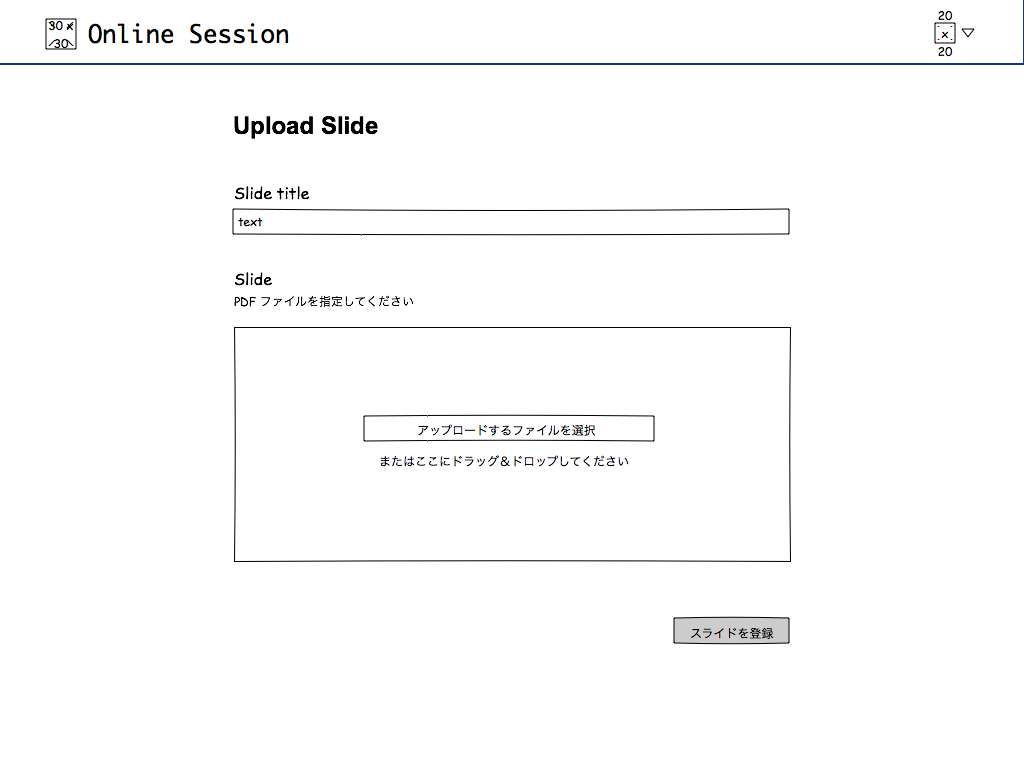 30 x
30
Online Session
20
x
20
Upload Slide
Slide title
text
Slide
PDF ファイルを指定してください
アップロードするファイルを選択
またはここにドラッグ＆ドロップしてください
スライドを登録